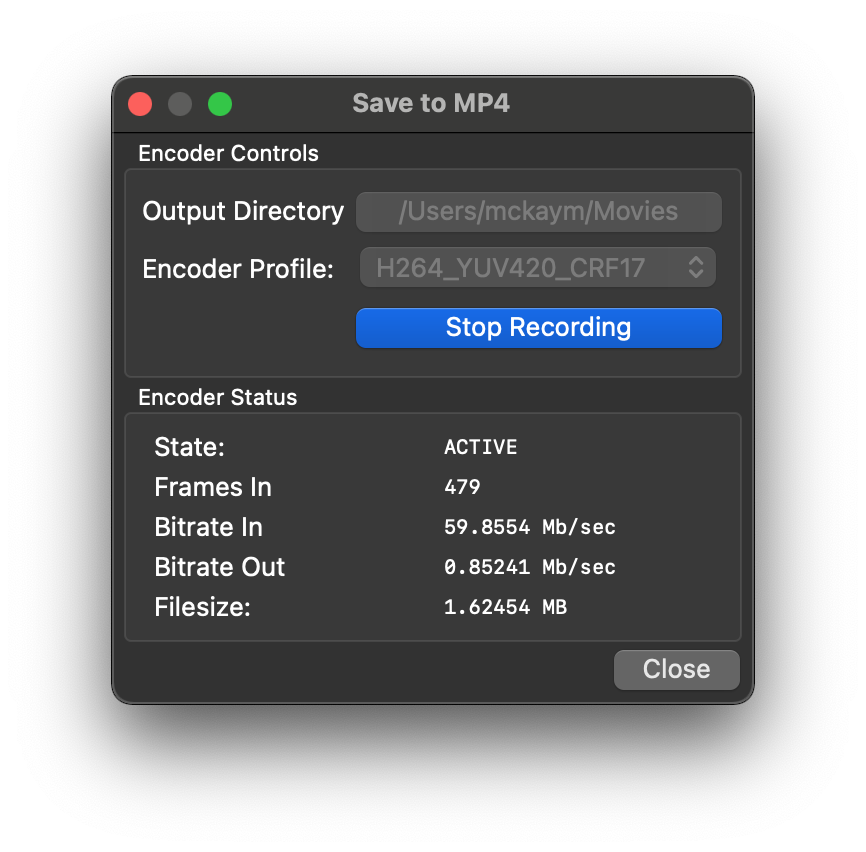 Save to MP4
Encoder Controls
Output Directory /Users/mckaym/Movies
Encoder Profile: H264_YUV420_CRF17
Stop Recording
Encoder Status
State: ACTIVE
Frames In 479
Bitrate In 59.8554 Mb/sec
Bitrate Out 0.85241 Mb/sec
Filesize: 1.62454 MB
Close